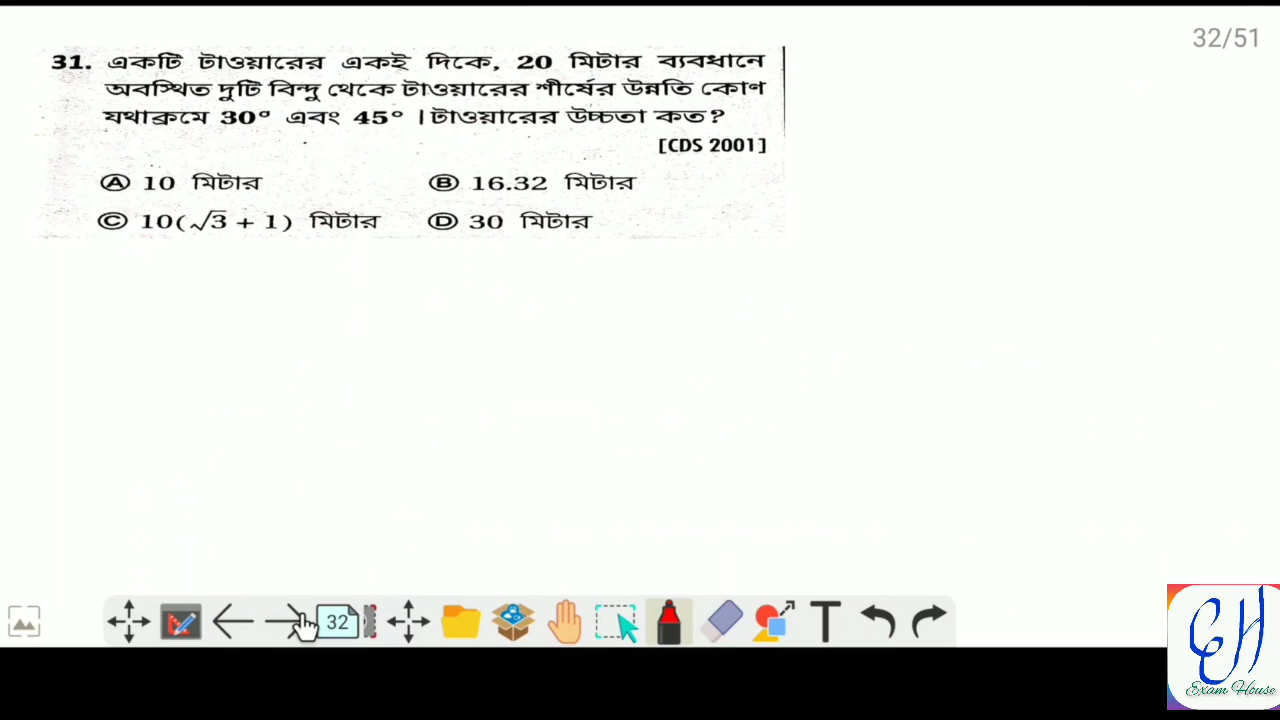 32/51
31. একটি টাওয়ারের একই দিকে, 20 মিটার ব্যবধানে
অবস্থিত দুটি বিন্দু থেকে টাওয়ারের শীর্ষের উন্নতি কোণ
যথাক্রমে 30° এবং 45° । টাওয়ারের উচ্চতা কত?
[CDS 2001]
Ⓐ 10 মিটার Ⓑ 16.32 মিটার
Ⓒ 10(√3 + 1) মিটার Ⓓ 30 মিটার
32
T
EH
Exam House